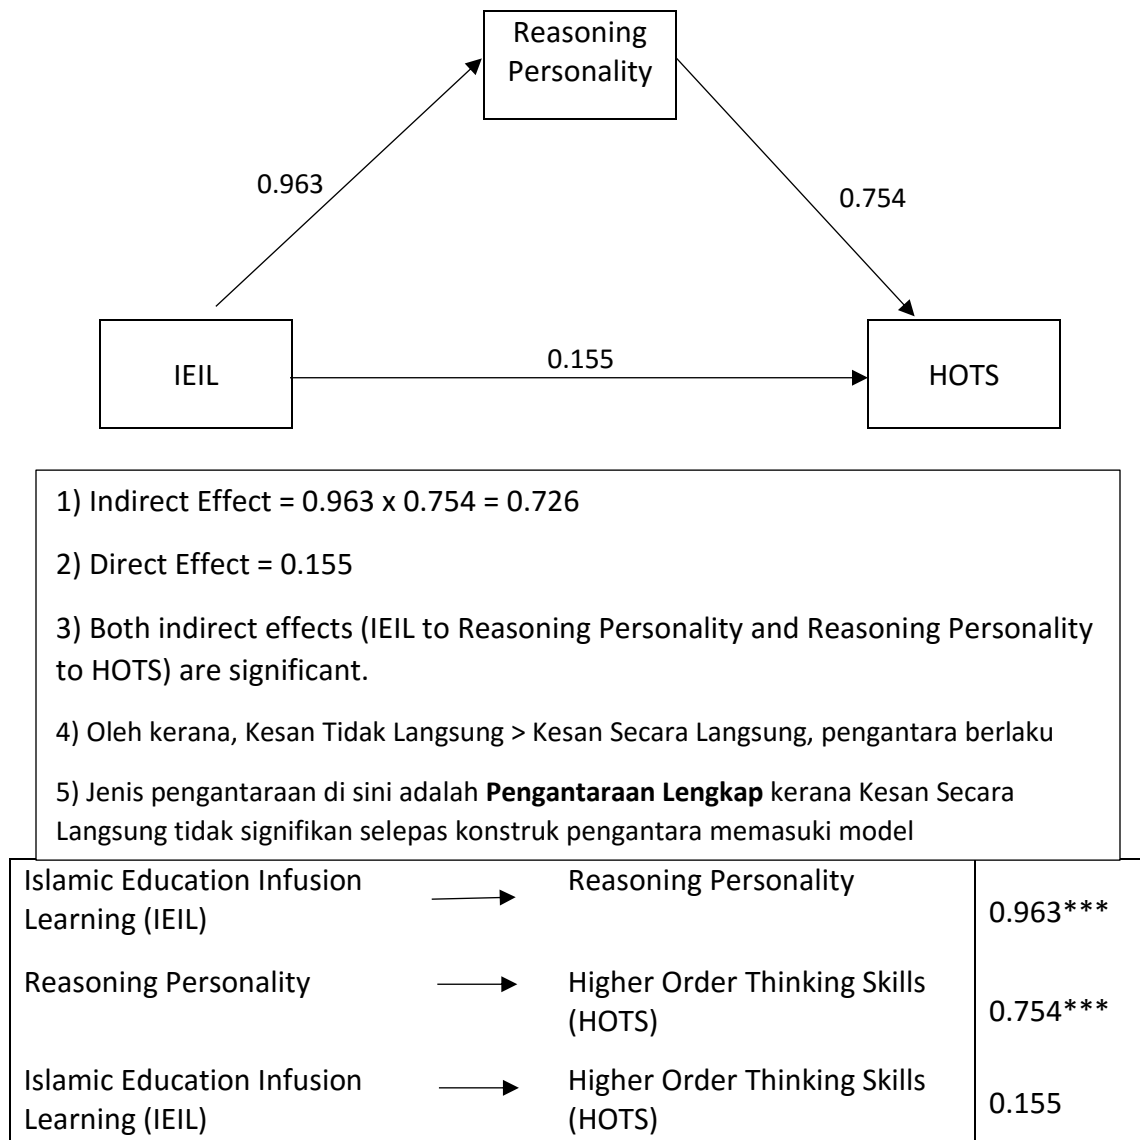 Reasoning
Personality
0.963
0.754
IEIL
0.155
HOTS
1) Indirect Effect = 0.963 x 0.754 = 0.726
2) Direct Effect = 0.155
3) Both indirect effects (IEIL to Reasoning Personality and Reasoning Personality
to HOTS) are significant.
4) Oleh kerana, Kesan Tidak Langsung > Kesan Secara Langsung, pengantara berlaku
5) Jenis pengantaraan di sini adalah Pengantaraan Lengkap kerana Kesan Secara
Langsung tidak signifikan selepas konstruk pengantara memasuki model
Islamic Education Infusion
Learning (IEIL)
Reasoning Personality
0.963***
Reasoning Personality
Higher Order Thinking Skills
(HOTS)
0.754***
Islamic Education Infusion
Learning (IEIL)
Higher Order Thinking Skills
(HOTS)
0.155